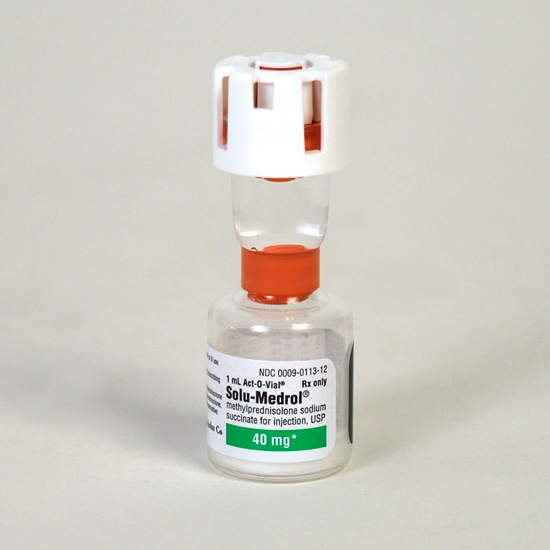 NDC 0009-0113-12
1 mL Act-O-Vial® Rx only
Solu-Medrol®
methylprednisolone sodium
succinate for injection, USP
40 mg*